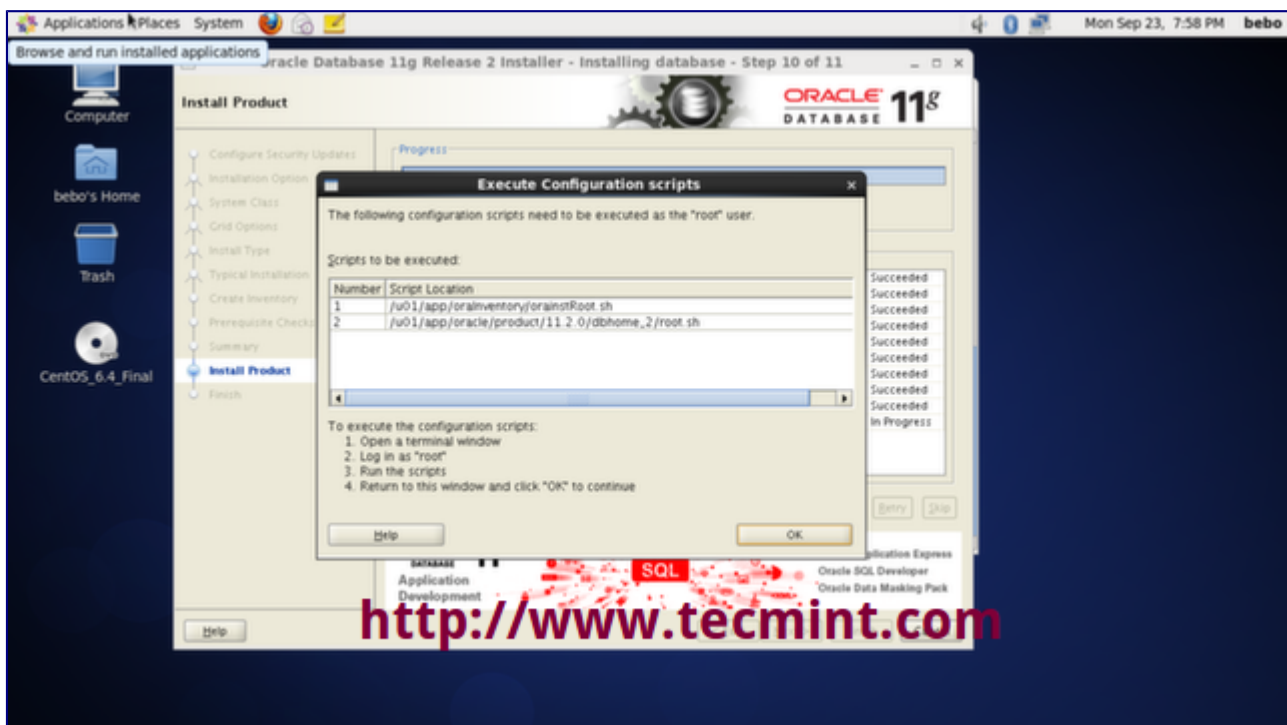 Applications Places System
Mon Sep 23, 7:58 PM bebo
Browse and run installed applications
Oracle Database 11g Release 2 Installer - Installing database - Step 10 of 11
Computer
bebo's Home
Trash
CentOS_6.4_Final
Install Product
ORACLE
DATABASE 11g
Configure Security Updates
Installation Option
System Class
Grid Options
Install Type
Typical Installation
Create Inventory
Prerequisite Checks
Summary
Install Product
Finish
Progress
Execute Configuration scripts
The following configuration scripts need to be executed as the "root" user.
Scripts to be executed:
Number Script Location
1 /u01/app/oraInventory/orainstRoot.sh
2 /u01/app/oracle/product/11.2.0/dbhome_2/root.sh
To execute the configuration scripts:
1. Open a terminal window
2. Log in as "root"
3. Run the scripts
4. Return to this window and click "OK" to continue
Help
OK
Succeeded
Succeeded
Succeeded
Succeeded
Succeeded
Succeeded
Succeeded
Succeeded
Succeeded
In Progress
Retry Skip
DATABASE
Application
Development
SQL
Application Express
Oracle SQL Developer
Oracle Data Masking Pack
http://www.tecmint.com
Help